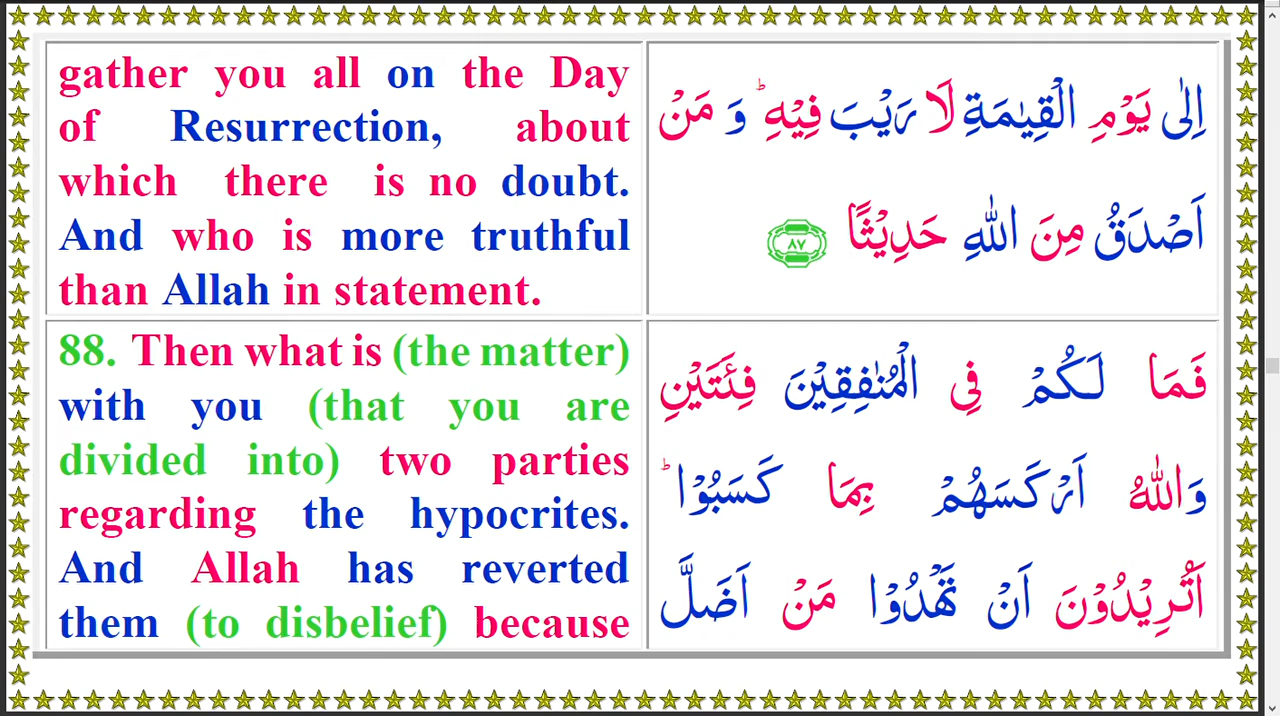 gather you all on the Day
of Resurrection, about
which there is no doubt.
And who is more truthful
than Allah in statement.
اِلٰى يَوْمِ الْقِيٰمَةِ لَا رَيْبَ فِيْهِ ؕ وَ مَنْ
اَصْدَقُ مِنَ اللّٰهِ حَدِيْثًا ۸۷
88. Then what is (the matter)
with you (that you are
divided into) two parties
regarding the hypocrites.
And Allah has reverted
them (to disbelief) because
فَمَا لَـكُمْ فِى الْمُنٰفِقِيْنَ فِئَتَيْنِ
وَاللّٰهُ اَرْكَسَهُمْ بِمَا كَسَبُوْا ؕ
اَتُرِيْدُوْنَ اَنْ تَهْدُوْا مَنْ اَضَلَّ